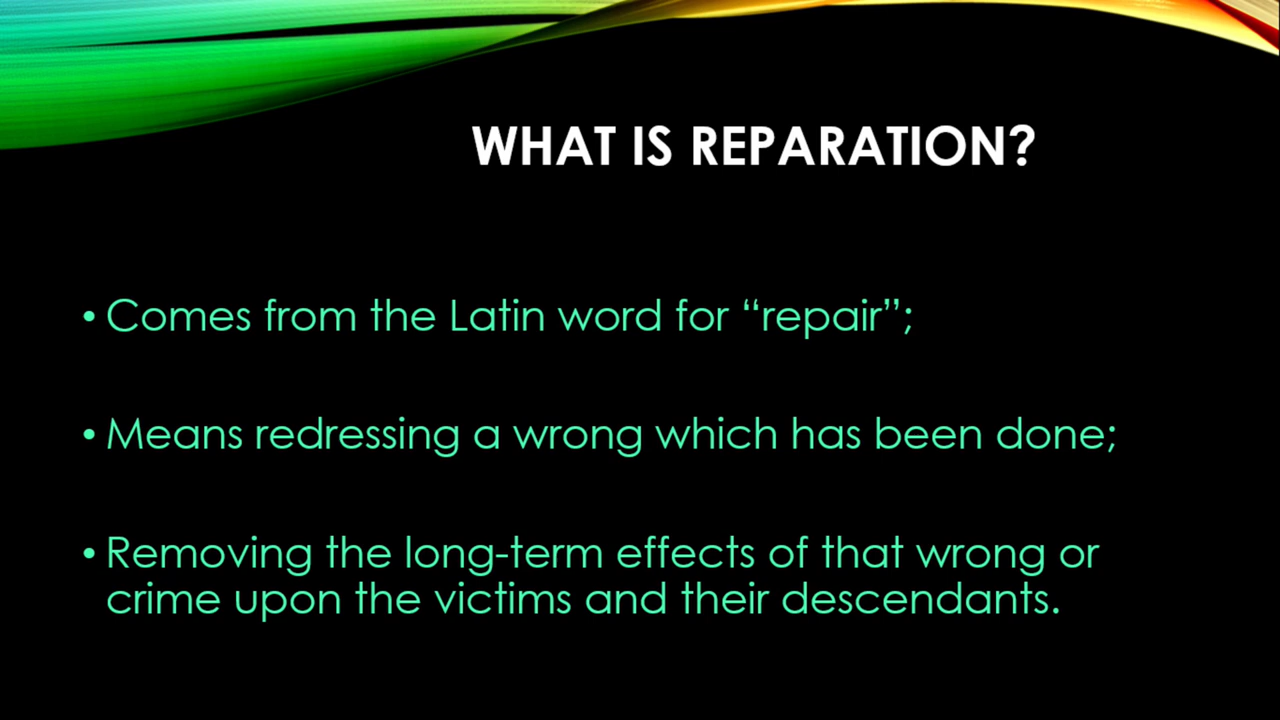 WHAT IS REPARATION?
• Comes from the Latin word for “repair”;
• Means redressing a wrong which has been done;
• Removing the long-term effects of that wrong or
crime upon the victims and their descendants.